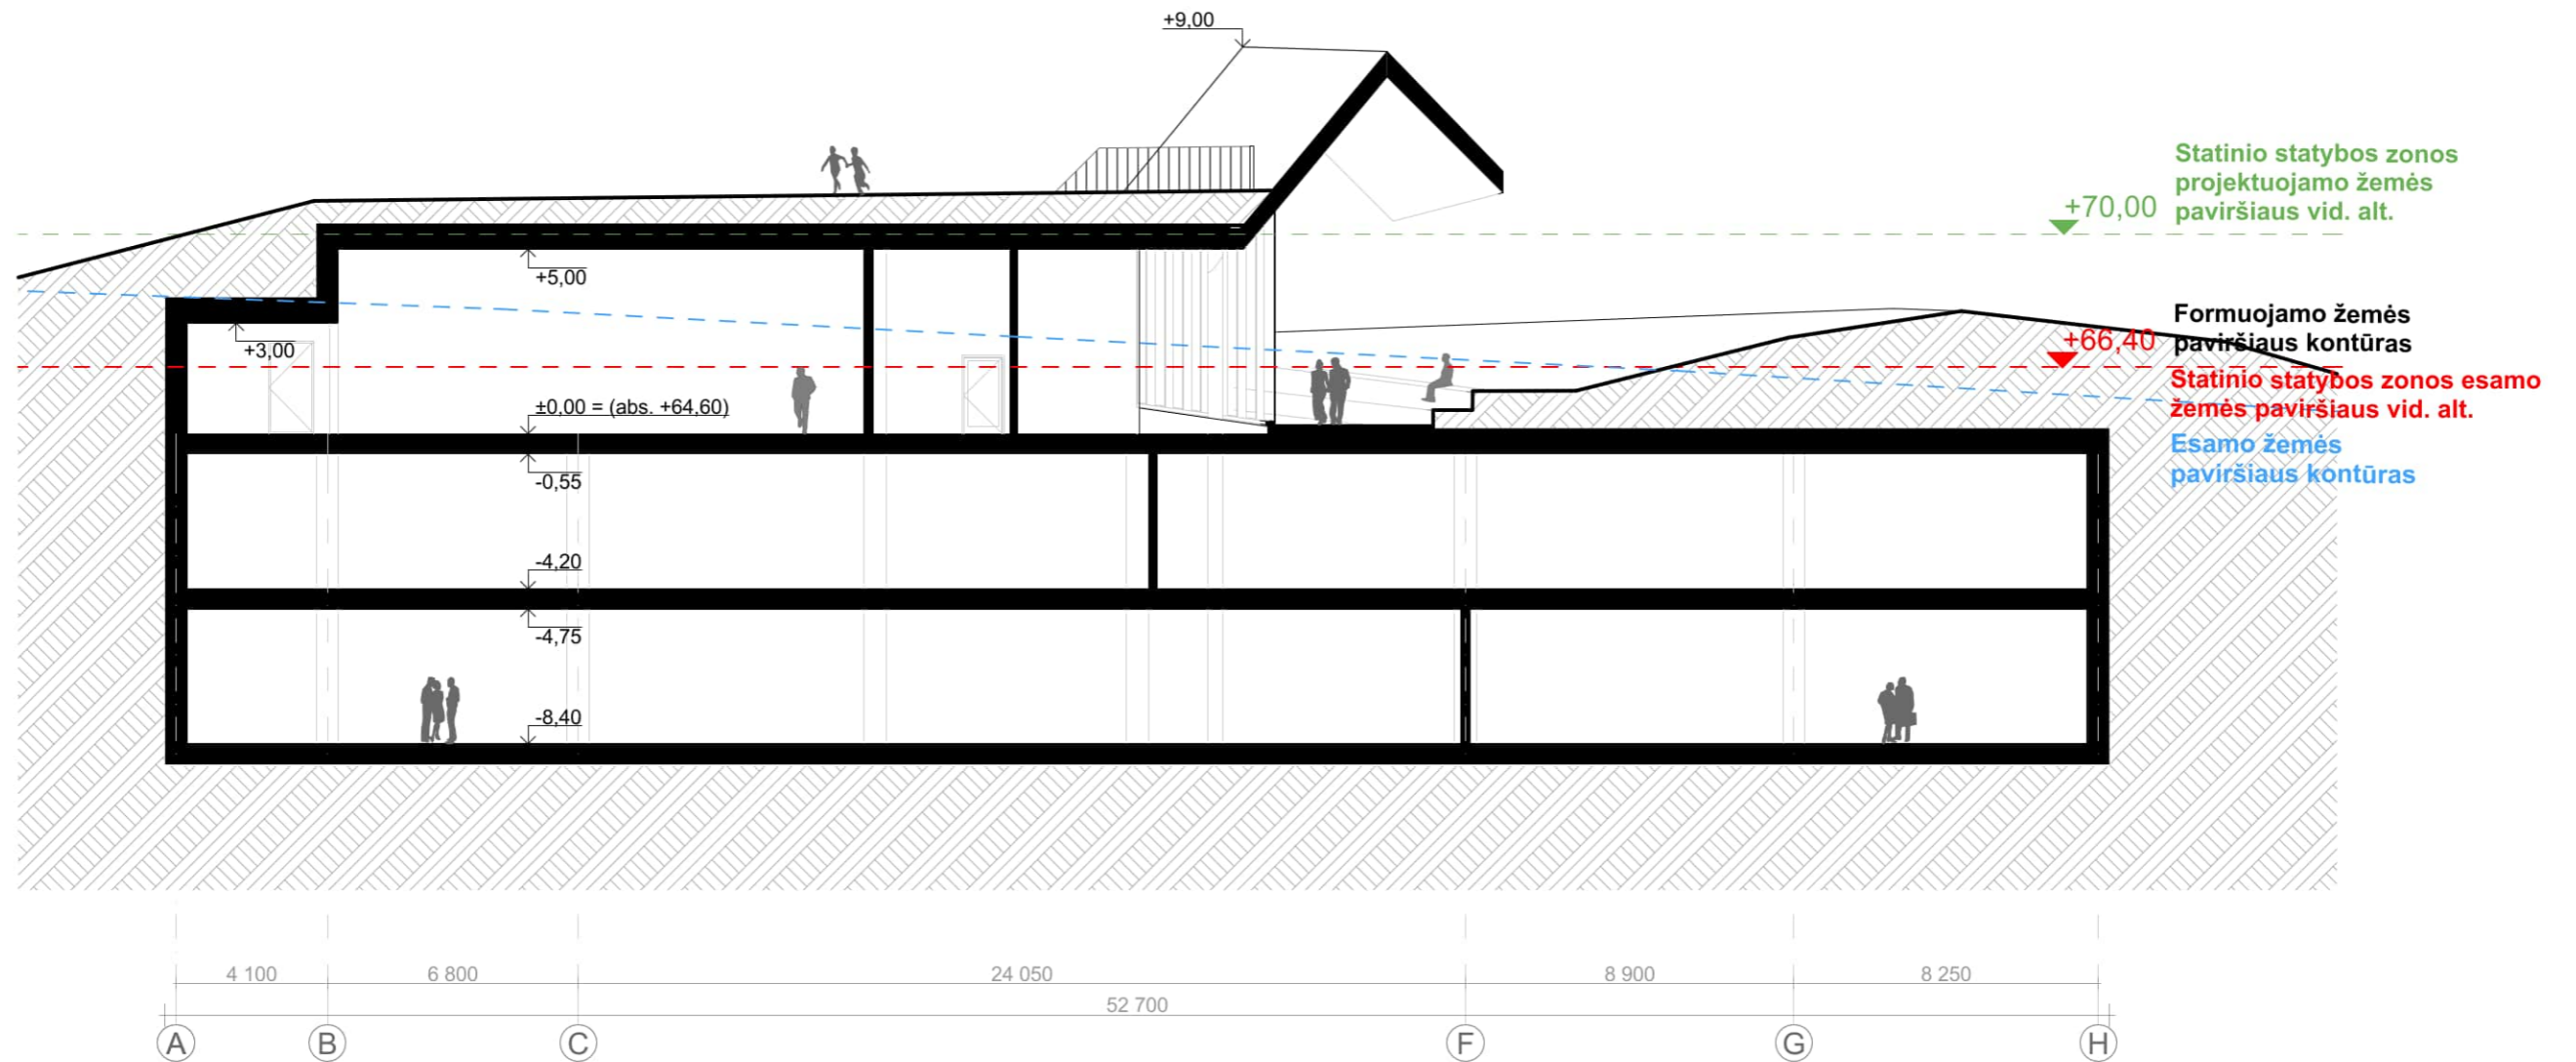 +9,00
Statinio statybos zonos
projektuojamo žemės
paviršiaus vid. alt.
+70,00
+5,00
Formuojamo žemės
paviršiaus kontūras
+66,40
+3,00
Statinio statybos zonos esamo
žemės paviršiaus vid. alt.
±0,00 = (abs. +64,60)
Esamo žemės
paviršiaus kontūras
-0,55
-4,20
-4,75
-8,40
4 100 6 800 24 050 8 900 8 250
52 700
A B C F G H